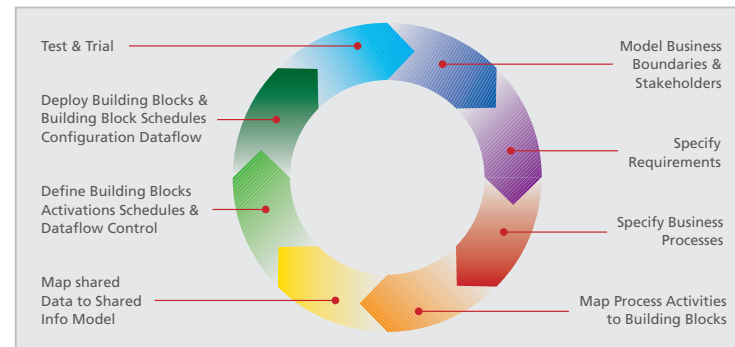 Test & Trial
Deploy Building Blocks &
Building Block Schedules
Configuration Dataflow
Define Building Blocks
Activations Schedules &
Dataflow Control
Map shared
Data to Shared
Info Model
Model Business
Boundaries &
Stakeholders
Specify
Requirements
Specify Business
Processes
Map Process Activities
to Building Blocks